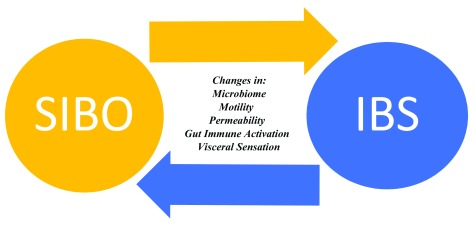 SIBO
Changes in:
Microbiome
Motility
Permeability
Gut Immune Activation
Visceral Sensation
IBS